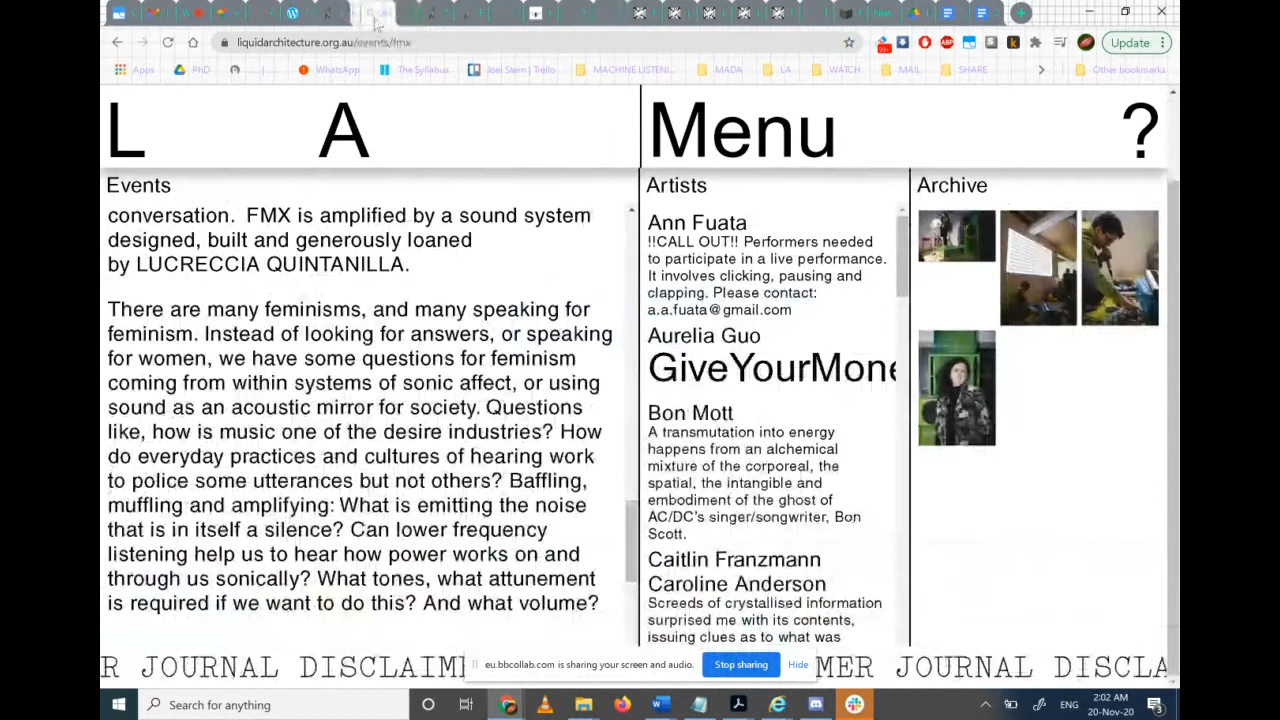 liquidarchitecture.org.au/events/fmx
Update
Apps
PhD
WhatsApp
The Syllabus
Joel Stern | Trello
MACHINE LISTENI...
MADA
LA
WATCH
MAIL
SHARE
Other bookmarks
L A
Menu ?
Events
conversation. FMX is amplified by a sound system
designed, built and generously loaned
by LUCRECCIA QUINTANILLA.
There are many feminisms, and many speaking for
feminism. Instead of looking for answers, or speaking
for women, we have some questions for feminism
coming from within systems of sonic affect, or using
sound as an acoustic mirror for society. Questions
like, how is music one of the desire industries? How
do everyday practices and cultures of hearing work
to police some utterances but not others? Baffling,
muffling and amplifying: What is emitting the noise
that is in itself a silence? Can lower frequency
listening help us to hear how power works on and
through us sonically? What tones, what attunement
is required if we want to do this? And what volume?
Artists
Ann Fuata
!!CALL OUT!! Performers needed
to participate in a live performance.
It involves clicking, pausing and
clapping. Please contact:
a.a.fuata@gmail.com
Aurelia Guo
GiveYourMone
Bon Mott
A transmutation into energy
happens from an alchemical
mixture of the corporeal, the
spatial, the intangible and
embodiment of the ghost of
AC/DC's singer/songwriter, Bon
Scott.
Caitlin Franzmann
Caroline Anderson
Screeds of crystallised information
surprised me with its contents,
issuing clues as to what was
Archive
R JOURNAL DISCLAIM
MER JOURNAL DISCLA
eu.bbcollab.com is sharing your screen and audio.
Stop sharing
Hide
Search for anything
ENG
2:02 AM
20-Nov-20
3